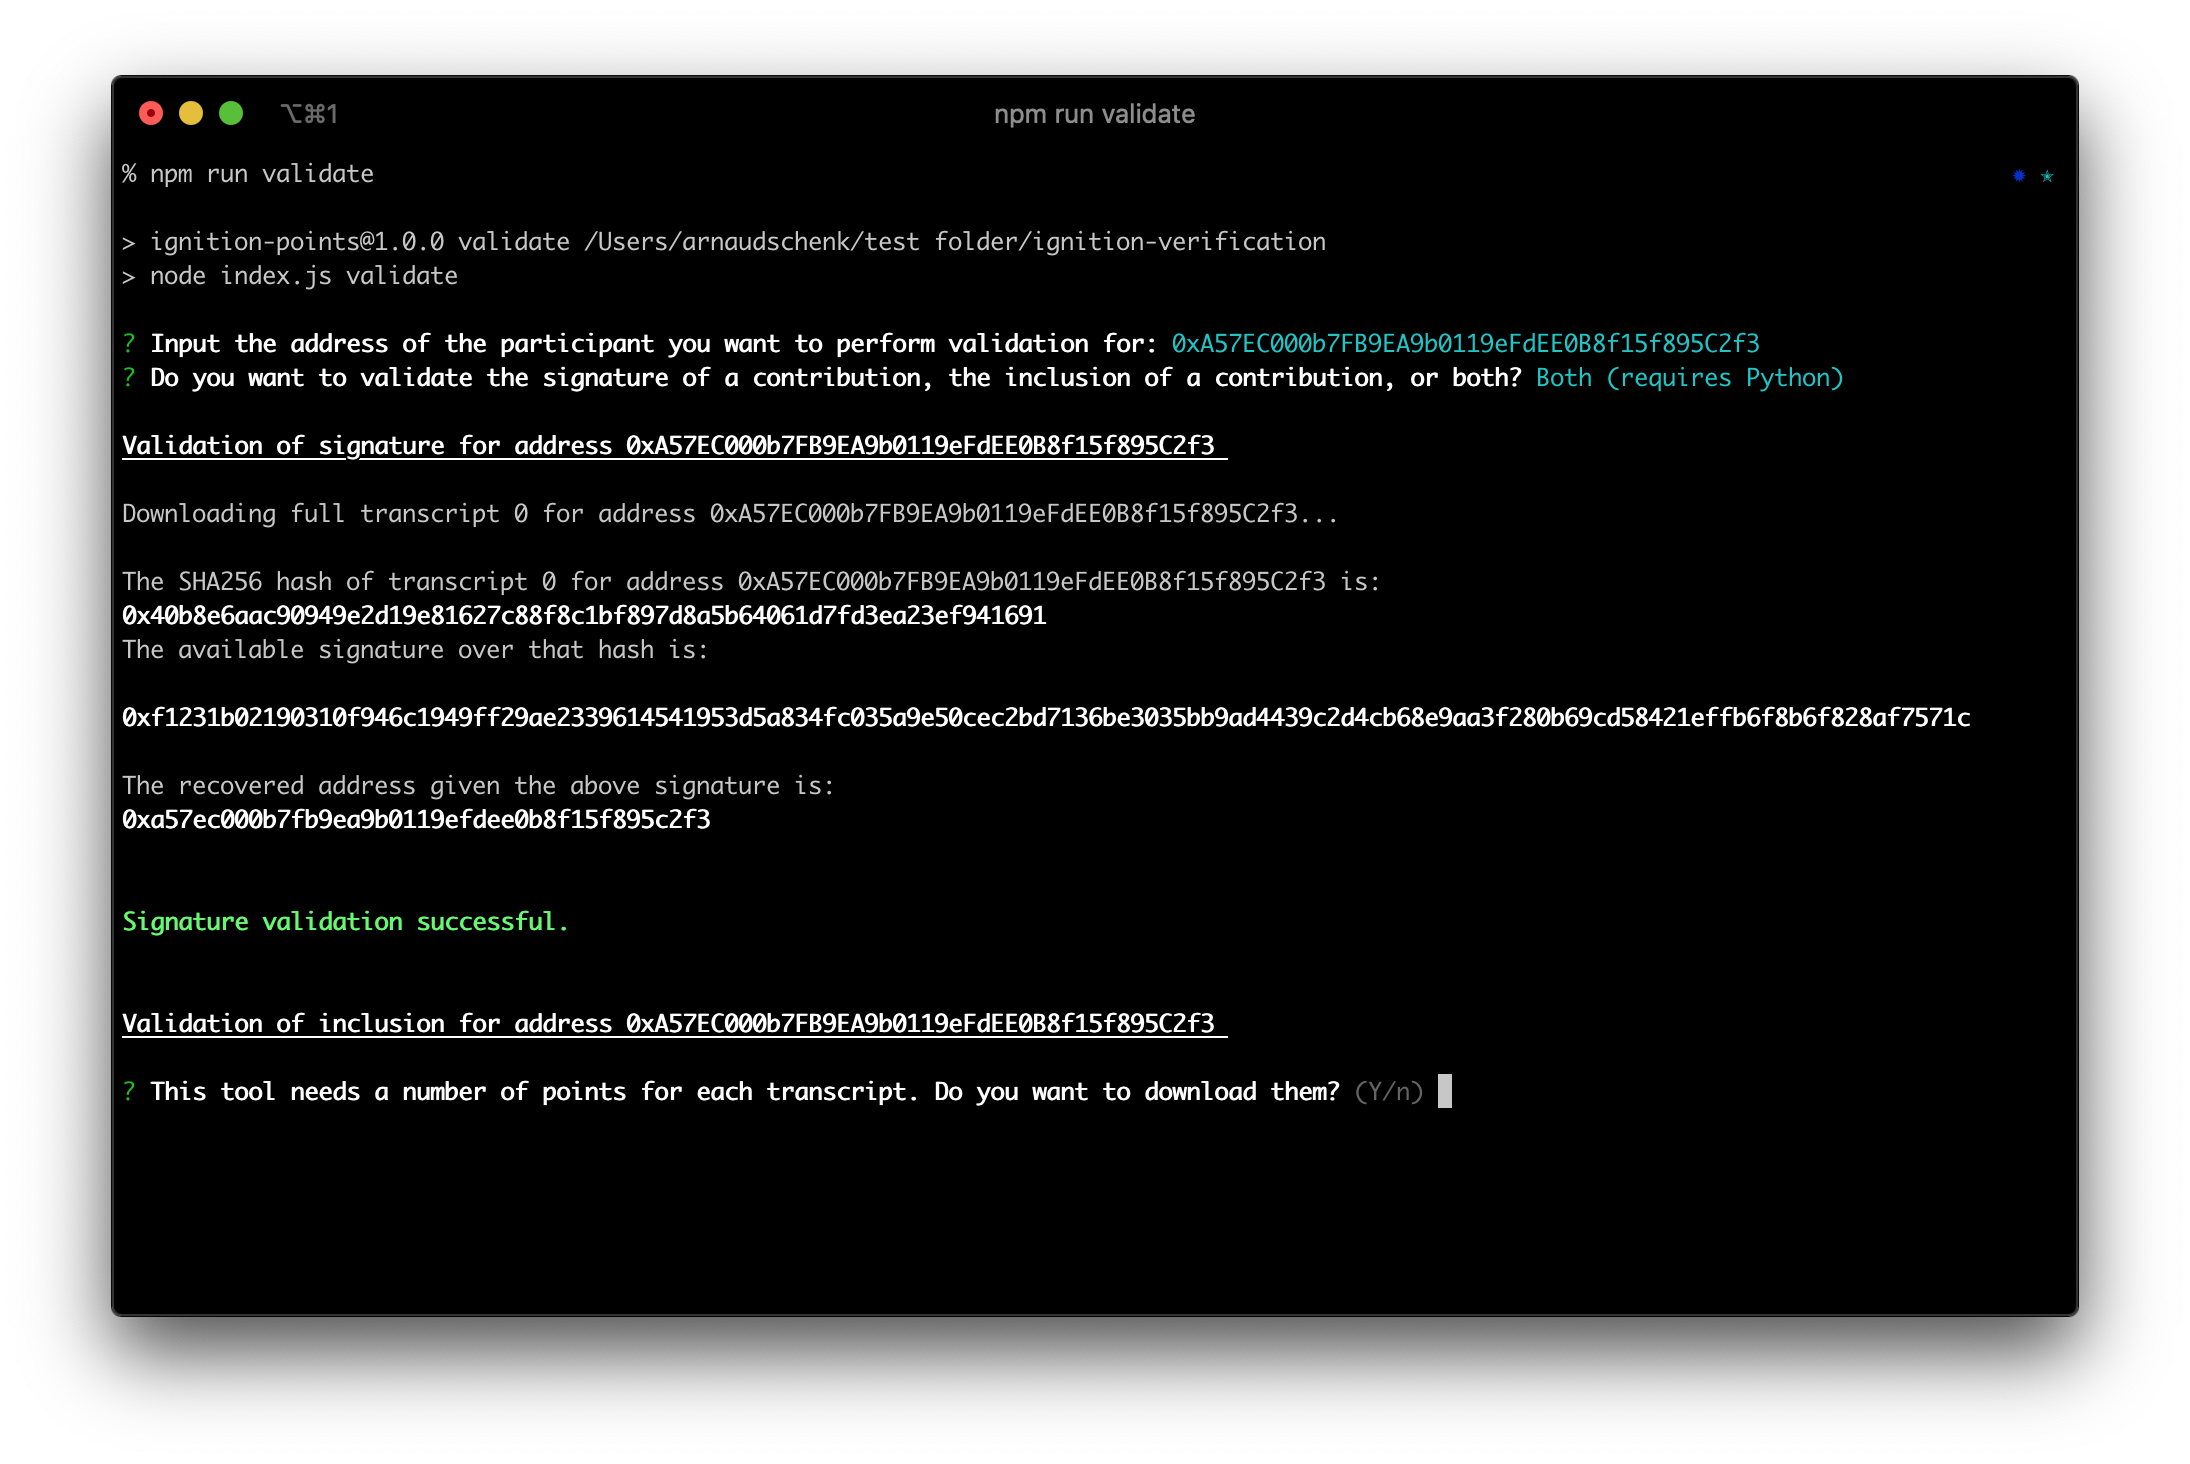 ⌥⌘1
npm run validate
% npm run validate
> ignition-points@1.0.0 validate /Users/arnaudschenk/test folder/ignition-verification
> node index.js validate
? Input the address of the participant you want to perform validation for: 0xA57EC000b7FB9EA9b0119eFdEE0B8f15f895C2f3
? Do you want to validate the signature of a contribution, the inclusion of a contribution, or both? Both (requires Python)
Validation of signature for address 0xA57EC000b7FB9EA9b0119eFdEE0B8f15f895C2f3
Downloading full transcript 0 for address 0xA57EC000b7FB9EA9b0119eFdEE0B8f15f895C2f3...
The SHA256 hash of transcript 0 for address 0xA57EC000b7FB9EA9b0119eFdEE0B8f15f895C2f3 is:
0x40b8e6aac90949e2d19e81627c88f8c1bf897d8a5b64061d7fd3ea23ef941691
The available signature over that hash is:
0xf1231b02190310f946c1949ff29ae2339614541953d5a834fc035a9e50cec2bd7136be3035bb9ad4439c2d4cb68e9aa3f280b69cd58421effb6f8b6f828af7571c
The recovered address given the above signature is:
0xa57ec000b7fb9ea9b0119efdee0b8f15f895c2f3
Signature validation successful.
Validation of inclusion for address 0xA57EC000b7FB9EA9b0119eFdEE0B8f15f895C2f3
? This tool needs a number of points for each transcript. Do you want to download them? (Y/n)